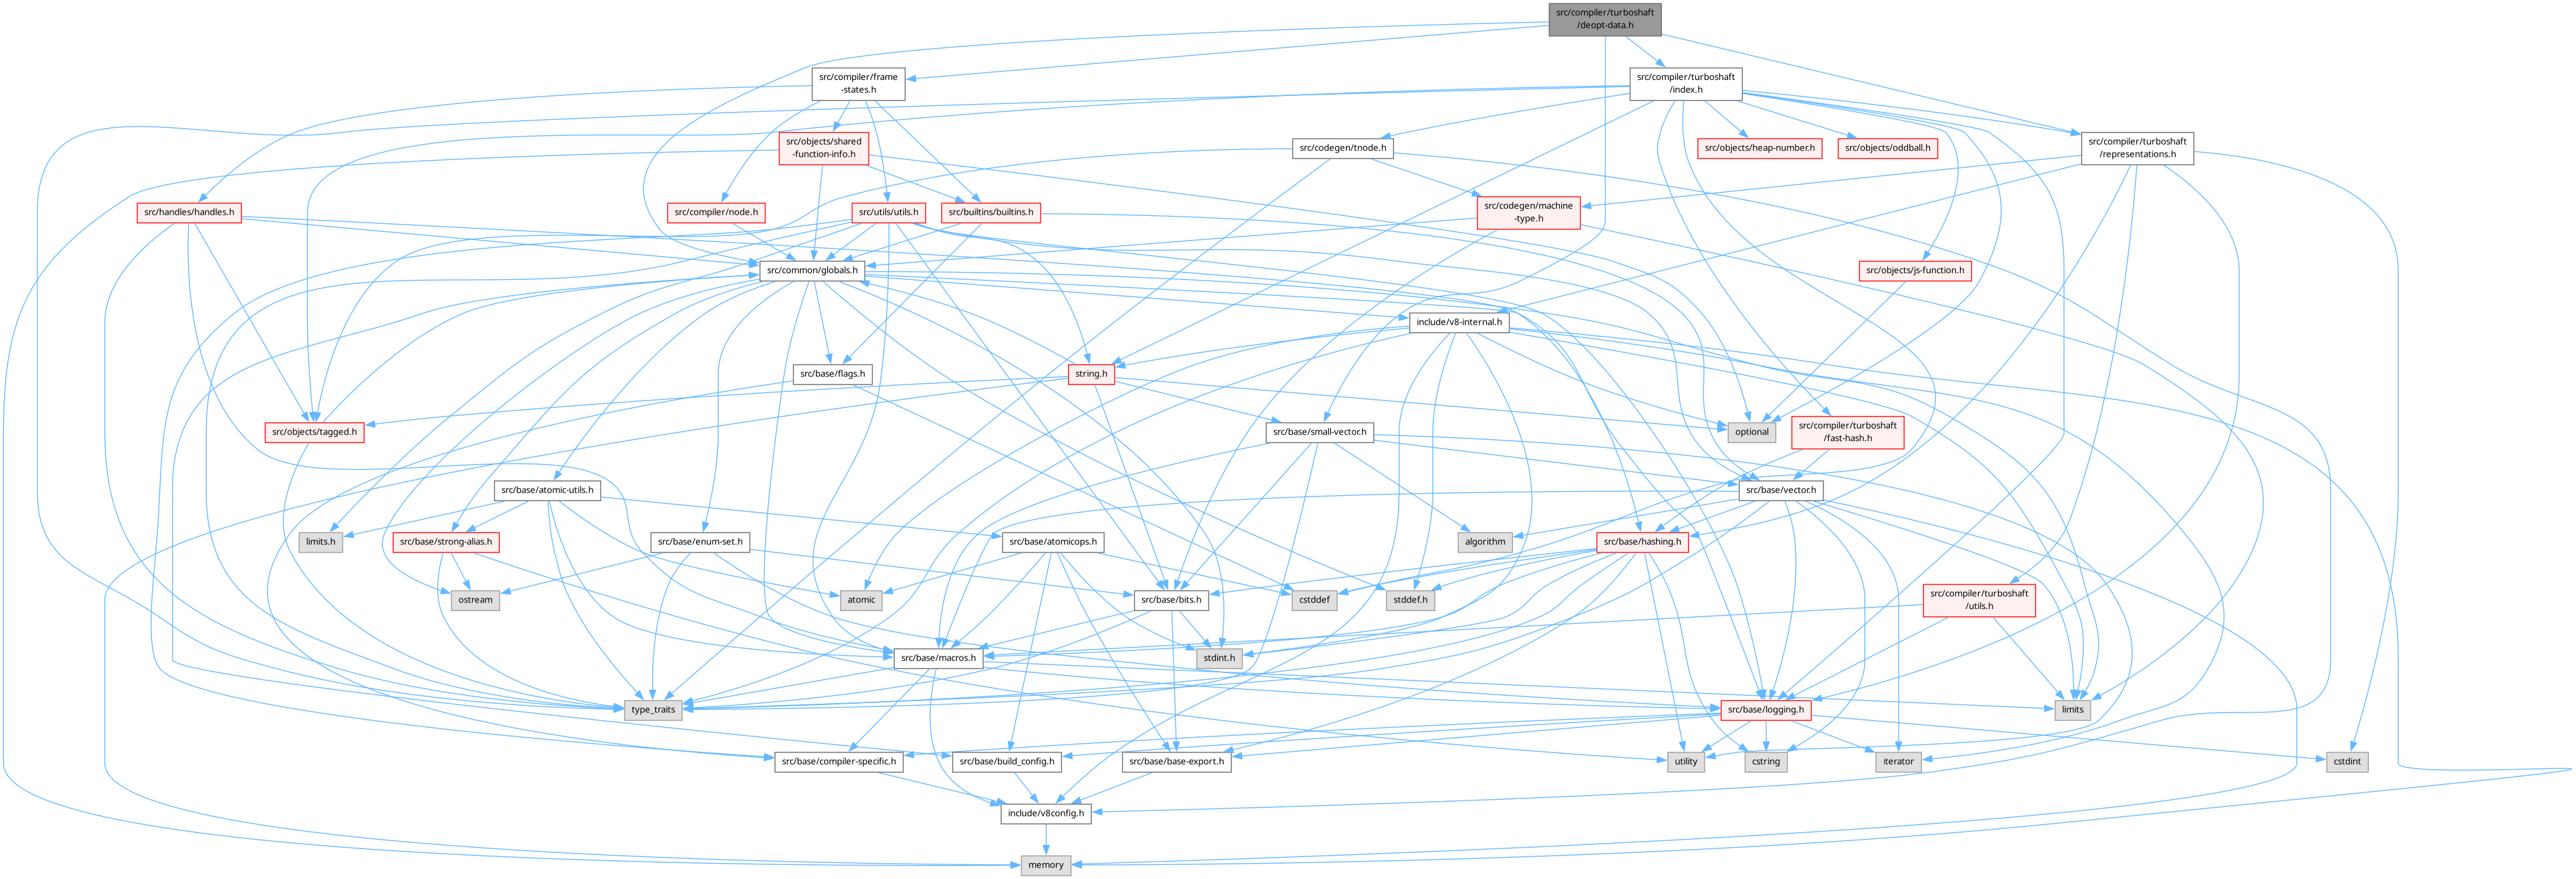 src/compiler/turboshaft
/deopt-data.h
src/compiler/frame
-states.h
src/compiler/turboshaft
/index.h
src/objects/shared
-function-info.h
src/codegen/tnode.h
src/objects/heap-number.h
src/objects/oddball.h
src/compiler/turboshaft
/representations.h
src/handles/handles.h
src/compiler/node.h
src/utils/utils.h
src/builtins/builtins.h
src/codegen/machine
-type.h
src/common/globals.h
src/objects/js-function.h
include/v8-internal.h
src/base/flags.h
string.h
src/objects/tagged.h
src/base/small-vector.h
optional
src/compiler/turboshaft
/fast-hash.h
src/base/atomic-utils.h
src/base/vector.h
limits.h
src/base/strong-alias.h
src/base/enum-set.h
src/base/atomicops.h
algorithm
src/base/hashing.h
ostream
atomic
src/base/bits.h
cstddef
stddef.h
src/compiler/turboshaft
/utils.h
src/base/macros.h
stdint.h
type_traits
src/base/logging.h
limits
src/base/compiler-specific.h
src/base/build_config.h
src/base/base-export.h
utility
cstring
iterator
cstdint
include/v8config.h
memory